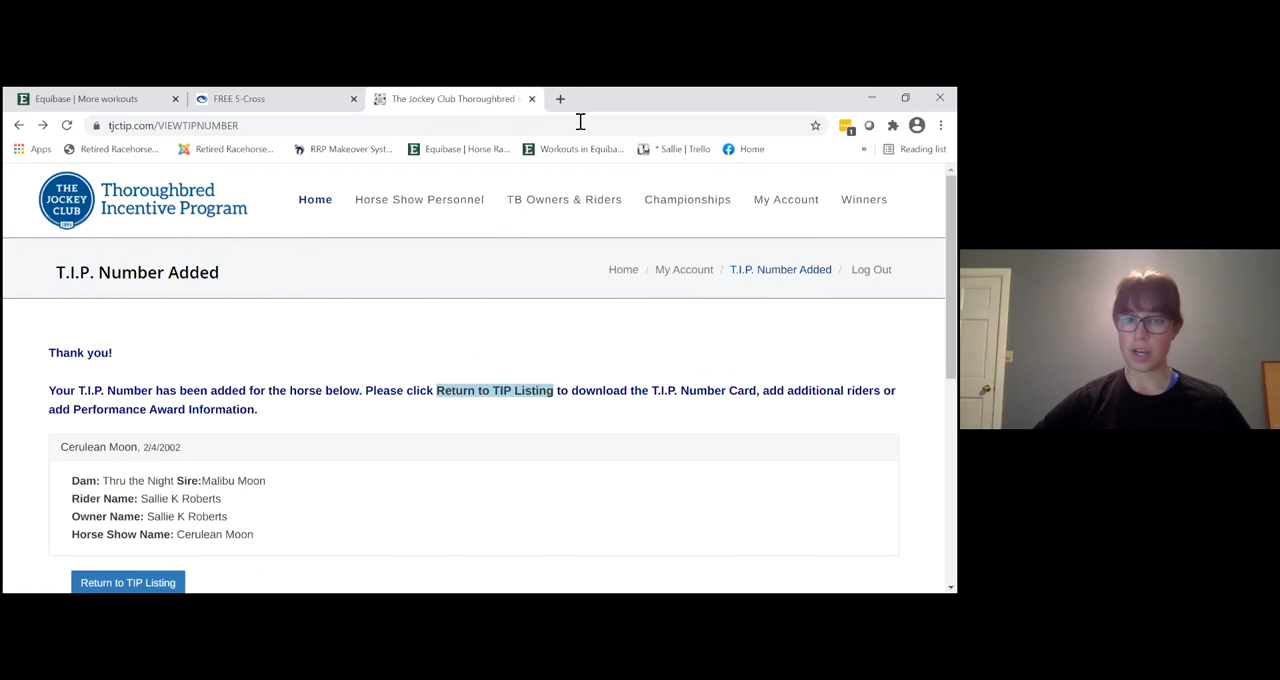 Equibase | More workouts
FREE 5-Cross
The Jockey Club Thoroughbred I
tjctip.com/VIEWTIPNUMBER
1
Apps
Retired Racehorse...
Retired Racehorse...
RRP Makeover Syst...
Equibase | Horse Ra...
Workouts in Equiba...
* Sallie | Trello
Home
»
Reading list
THE
JOCKEY
CLUB
1894
Thoroughbred
Incentive Program
Home
Horse Show Personnel
TB Owners & Riders
Championships
My Account
Winners
T.I.P. Number Added
Home / My Account / T.I.P. Number Added / Log Out
Thank you!
Your T.I.P. Number has been added for the horse below. Please click Return to TIP Listing to download the T.I.P. Number Card, add additional riders or
add Performance Award Information.
Cerulean Moon, 2/4/2002
Dam: Thru the Night Sire:Malibu Moon
Rider Name: Sallie K Roberts
Owner Name: Sallie K Roberts
Horse Show Name: Cerulean Moon
Return to TIP Listing